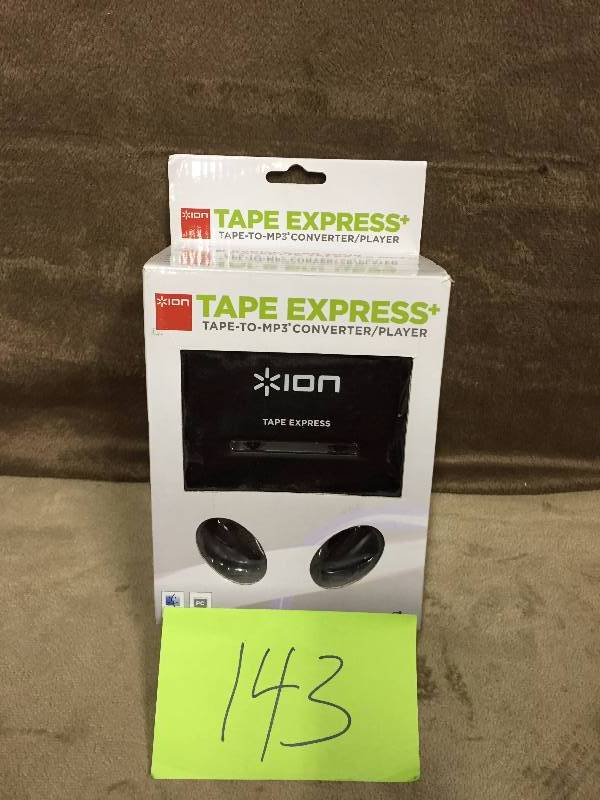 ION TAPE EXPRESS+
TAPE-TO-MP3* CONVERTER/PLAYER
ION TAPE EXPRESS+
TAPE-TO-MP3* CONVERTER/PLAYER
ION
TAPE EXPRESS
PC
143